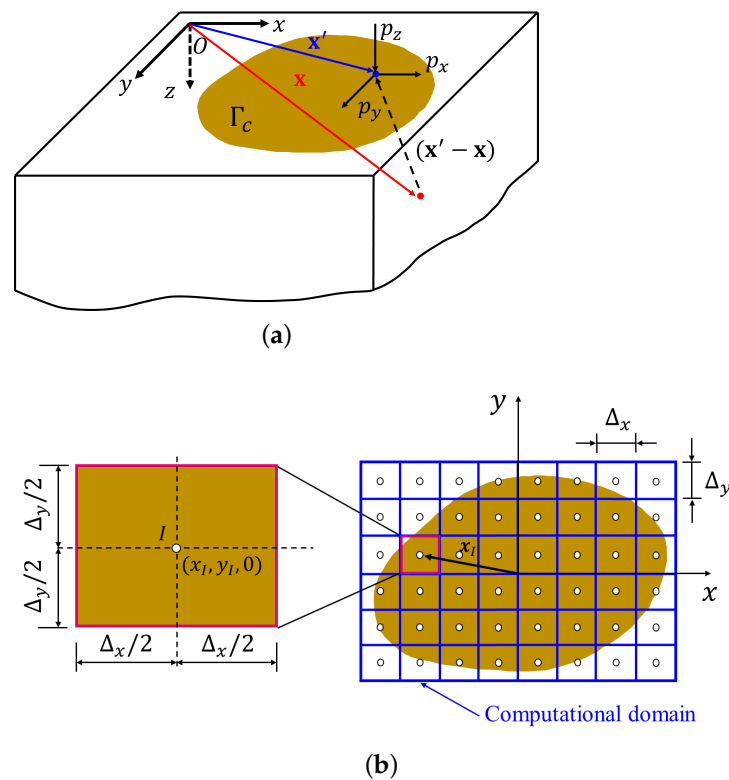 O
x
x′
p_z
p_x
y
z
x
p_y
Γ_c
(x′ − x)
(a)
y
Δ_x
Δ_y/2
Δ_y
I
x_I
(x_I, y_I, 0)
Δ_y/2
x
Δ_x/2
Δ_x/2
Computational domain
(b)